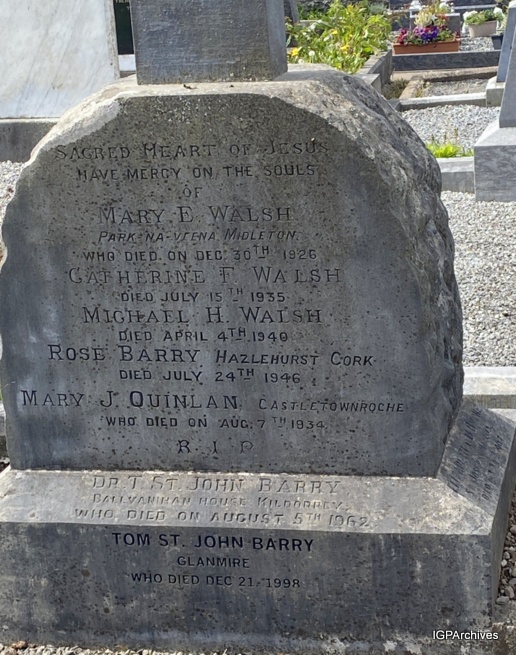 SACRED HEART OF JESUS
HAVE MERCY ON THE SOULS
OF
MARY E. WALSH
PARK-NA-VEENA MIDLETON.
WHO DIED ON DEC. 30TH 1926
CATHERINE F. WALSH
DIED JULY 15TH 1935
MICHAEL H. WALSH
DIED APRIL 4TH 1940
ROSE BARRY HAZLEHURST CORK
DIED JULY 24TH 1946
MARY J. QUINLAN, CASTLETOWNROCHE
WHO DIED ON AUG. 7TH 1934.
R. I. P.
DR. T. ST. JOHN BARRY
HOUSE KILDORREY
WHO DIED ON AUGUST 5TH 1962
TOM ST. JOHN BARRY
GLANMIRE
WHO DIED DEC 21- 1998
IGPArchives